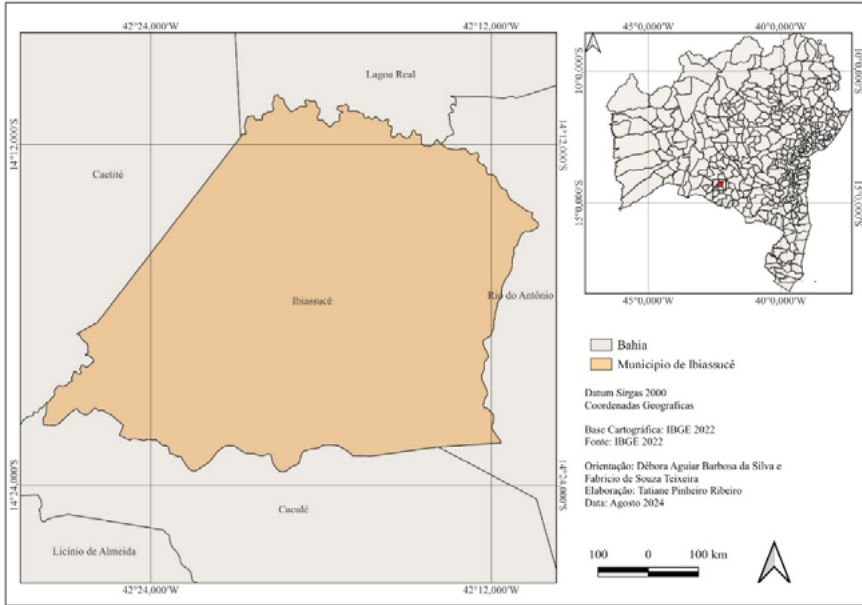 42°24,000'W
42°12,000'W
Lagoa Real
14°12,000'S
14°12,000'S
Caetité
Ibiassucê
Rio do Antônio
14°24,000'S
14°24,000'S
Caculé
Licínio de Almeida
42°24,000'W
42°12,000'W
45°0,000'W
40°0,000'W
10°0,000'S
10°0,000'S
15°0,000'S
15°0,000'S
45°0,000'W
40°0,000'W
Bahia
Municipio de Ibiassucê
Datum Sirgas 2000
Coordenadas Geograficas
Base Cartográfica: IBGE 2022
Fonte: IBGE 2022
Orientação: Débora Aguiar Barbosa da Silva e
Fabricio de Souza Teixeira
Elaboração: Tatiane Pinheiro Ribeiro
Data: Agosto 2024
100 0 100 km